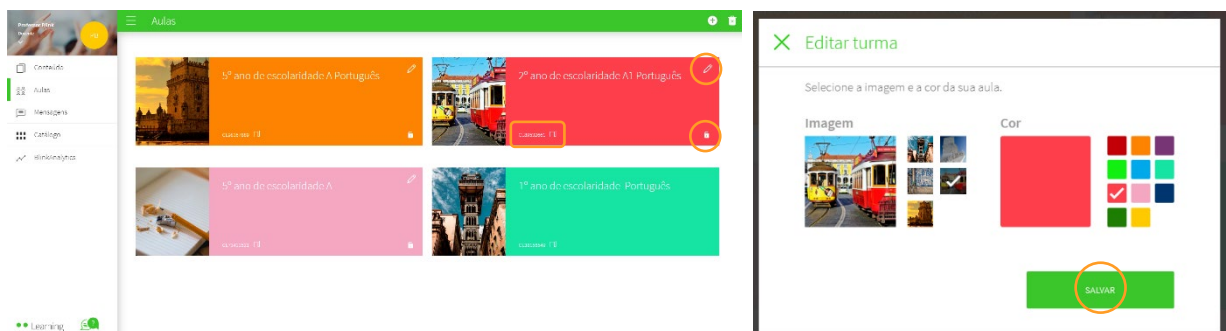 Aulas
Conteúdo
Aulas
Mensagens
Catálogo
BlinkAnalytics
5º ano de escolaridade A Português
2º ano de escolaridade A1 Português
5º ano de escolaridade A
1º ano de escolaridade Português
Learning
Editar turma
Selecione a imagem e a cor da sua aula.
Imagem
Cor
SALVAR